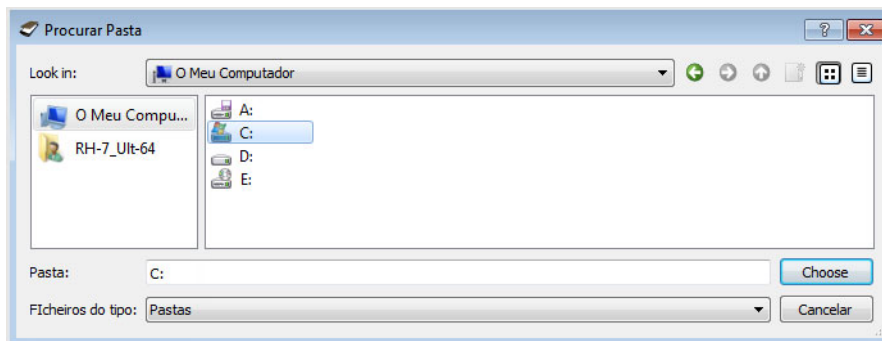 Procurar Pasta
Look in:
O Meu Computador
O Meu Compu...
RH-7_Ult-64
A:
C:
D:
E:
Pasta:
C:
Choose
FIcheiros do tipo:
Pastas
Cancelar